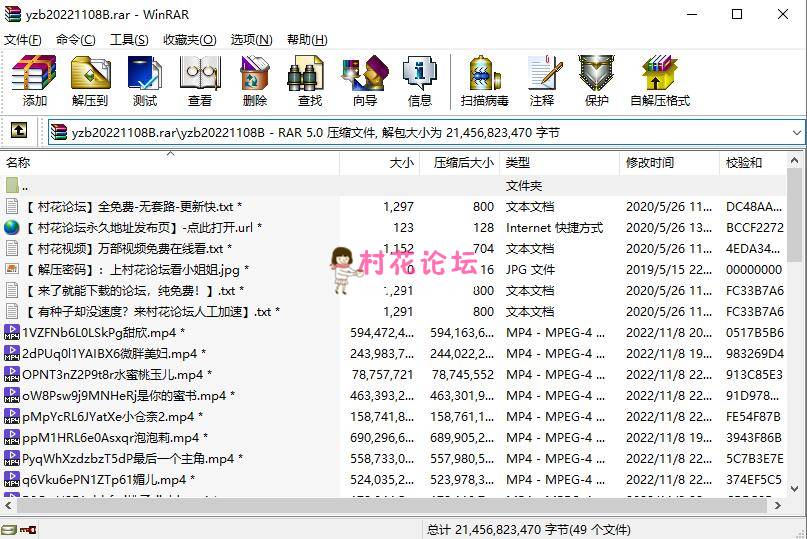 yzb20221108B.rar - WinRAR
文件(F) 命令(C) 工具(S) 收藏夹(O) 选项(N) 帮助(H)
添加 解压到 测试 查看 删除 查找 向导 信息 扫描病毒 注释 保护 自解压格式
yzb20221108B.rar\yzb20221108B - RAR 5.0 压缩文件, 解包大小为 21,456,823,470 字节
名称 大小 压缩后大小 类型 修改时间 校验和
.. 文件夹
【 村花论坛】全免费-无套路-更新快.txt * 1,297 800 文本文档 2020/5/26 11... DC48AA...
【 村花论坛永久地址发布页】-点此打开.url * 123 128 Internet 快捷方式 2020/5/26 13... BCCF2272
【 村花视频】万部视频免费在线看.txt * 1,152 704 文本文档 2020/5/26 11... 4EDA34...
【 解压密码】: 上村花论坛看小姐姐.jpg * 0 16 JPG 文件 2019/5/15 22... 00000000
【 来了就能下载的论坛，纯免费！】.txt * 1,291 800 文本文档 2020/5/26 11... FC33B7A6
【 有种子却没速度？来村花论坛人工加速】.txt * 1,291 800 文本文档 2020/5/26 11... FC33B7A6
村花论坛
1VZFNb6L0LSkPg甜欣.mp4 * 594,472,4... 594,163,6... MP4 - MPEG-4 ... 2022/11/8 20... 0517B5B6
2dPUq0l1YAIBX6微胖美妇.mp4 * 243,983,7... 244,022,2... MP4 - MPEG-4 ... 2022/11/8 19... 983269D4
OPNT3nZ2P9t8r水蜜桃玉儿.mp4 * 78,757,721 78,745,552 MP4 - MPEG-4 ... 2022/11/8 22... 913C85E3
oW8Psw9j9MNHeRj是你的蜜书.mp4 * 463,393,2... 463,301,9... MP4 - MPEG-4 ... 2022/11/8 22... 91D978...
pMpYcRL6JYatXe小仓奈2.mp4 * 158,741,8... 158,761,1... MP4 - MPEG-4 ... 2022/11/8 22... FE54F87B
ppM1HRL6e0Asxqr泡泡莉.mp4 * 690,296,6... 689,905,2... MP4 - MPEG-4 ... 2022/11/8 19... 3943F86B
PyqWhXzdzbzT5dP最后一个主角.mp4 * 558,733,0... 557,980,5... MP4 - MPEG-4 ... 2022/11/8 22... 5C7B3E7E
q6Vku6ePN1ZTp61媚儿.mp4 * 524,035,2... 523,978,3... MP4 - MPEG-4 ... 2022/11/8 22... 374EF5C5
总计 21,456,823,470 字节(49 个文件)